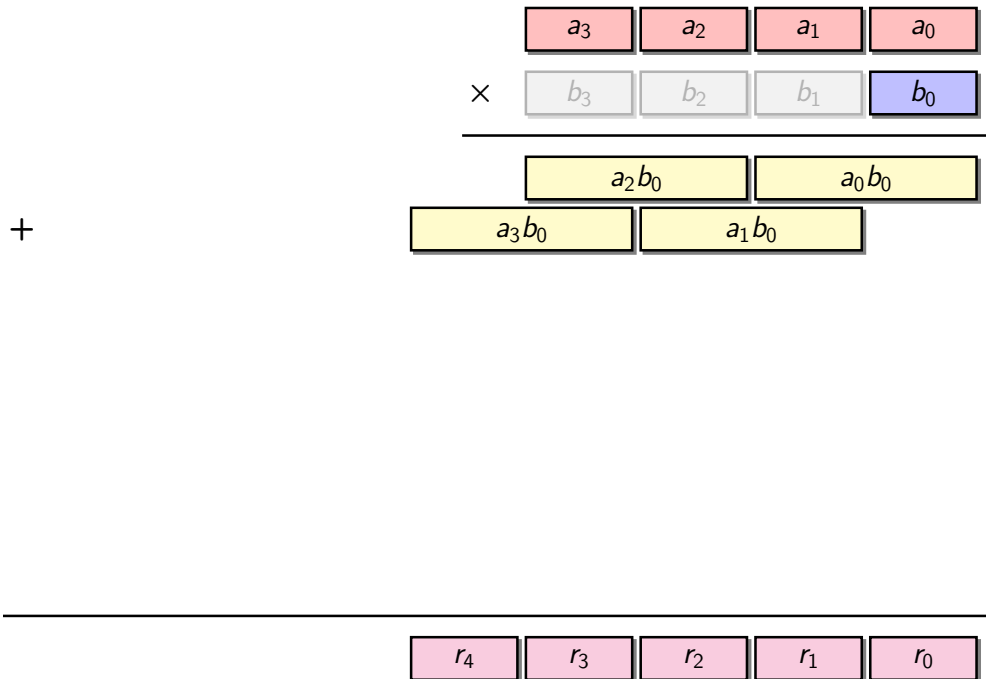 a₃ a₂ a₁ a₀
× b₃ b₂ b₁ b₀
a₂b₀ a₀b₀
+ a₃b₀ a₁b₀
r₄ r₃ r₂ r₁ r₀